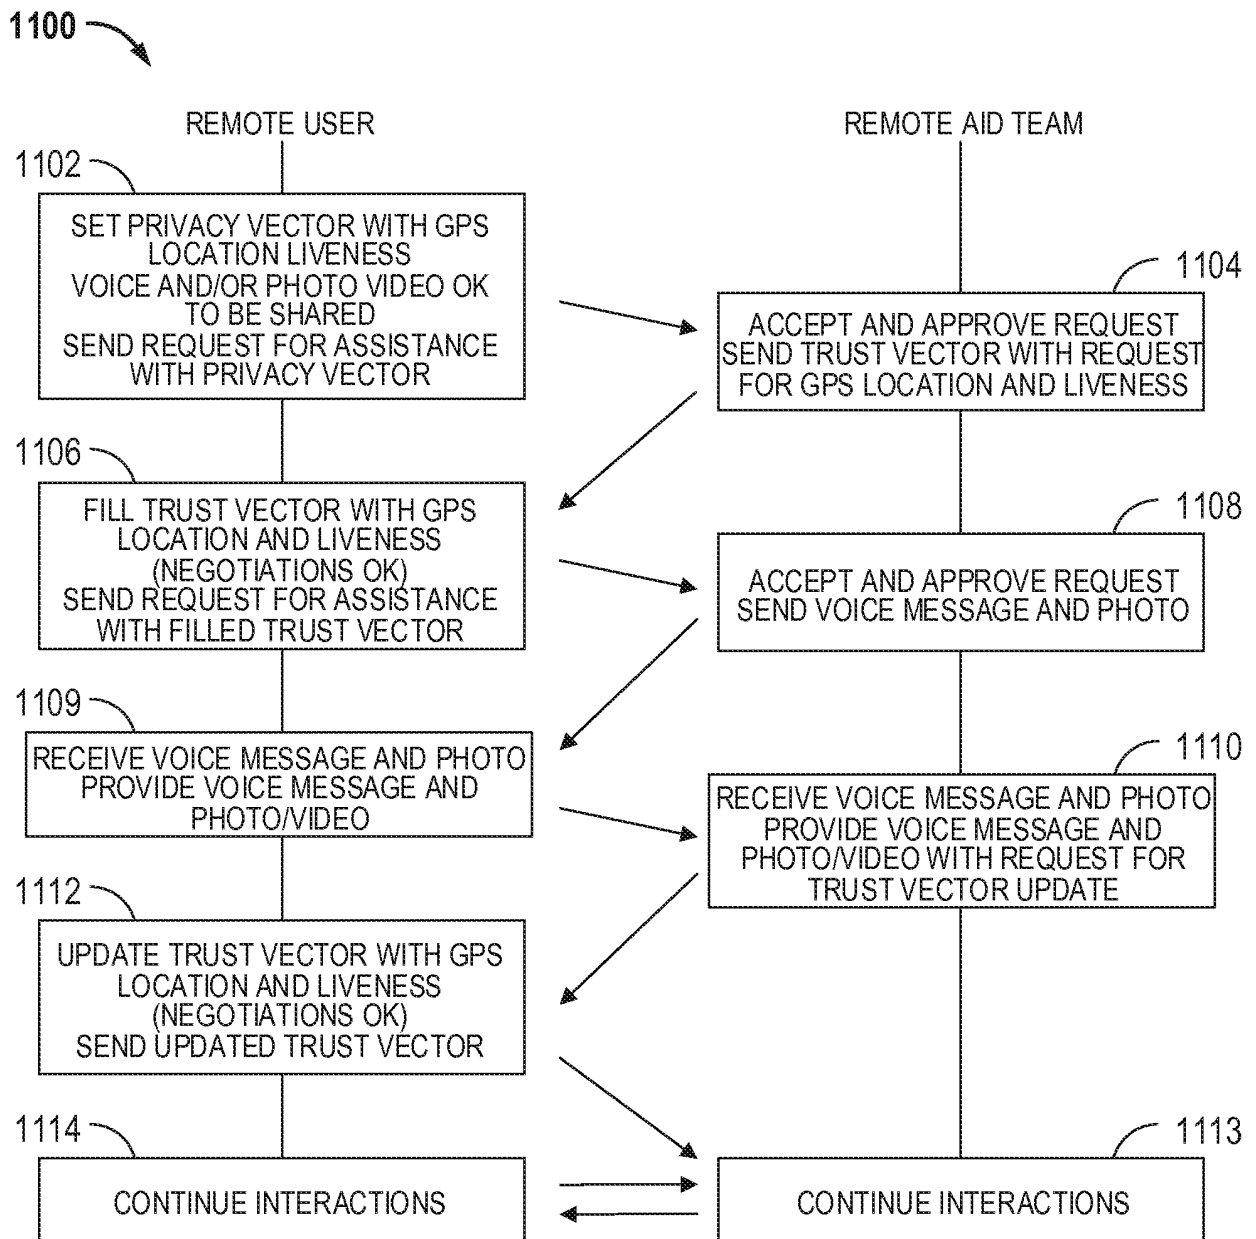 1100
REMOTE USER
REMOTE AID TEAM
1102
SET PRIVACY VECTOR WITH GPS
LOCATION LIVENESS
VOICE AND/OR PHOTO VIDEO OK
TO BE SHARED
SEND REQUEST FOR ASSISTANCE
WITH PRIVACY VECTOR
1104
ACCEPT AND APPROVE REQUEST
SEND TRUST VECTOR WITH REQUEST
FOR GPS LOCATION AND LIVENESS
1106
FILL TRUST VECTOR WITH GPS
LOCATION AND LIVENESS
(NEGOTIATIONS OK)
SEND REQUEST FOR ASSISTANCE
WITH FILLED TRUST VECTOR
1108
ACCEPT AND APPROVE REQUEST
SEND VOICE MESSAGE AND PHOTO
1109
RECEIVE VOICE MESSAGE AND PHOTO
PROVIDE VOICE MESSAGE AND
PHOTO/VIDEO
1110
RECEIVE VOICE MESSAGE AND PHOTO
PROVIDE VOICE MESSAGE AND
PHOTO/VIDEO WITH REQUEST FOR
TRUST VECTOR UPDATE
1112
UPDATE TRUST VECTOR WITH GPS
LOCATION AND LIVENESS
(NEGOTIATIONS OK)
SEND UPDATED TRUST VECTOR
1114
CONTINUE INTERACTIONS
1113
CONTINUE INTERACTIONS